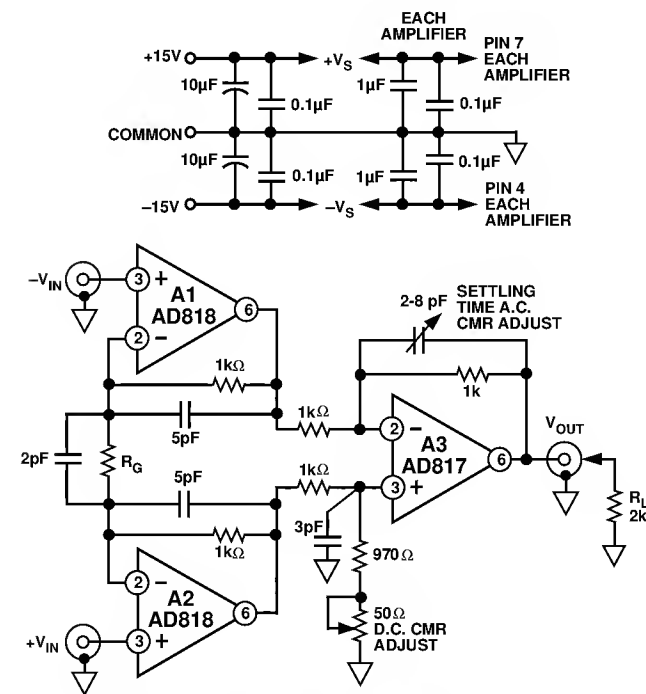 EACH
AMPLIFIER
+15V
+VS
PIN 7
EACH
AMPLIFIER
10µF
0.1µF
1µF
0.1µF
COMMON
10µF
0.1µF
1µF
0.1µF
–15V
–VS
PIN 4
EACH
AMPLIFIER
–VIN
3
+
A1
AD818
6
2
–
1kΩ
5pF
2pF
RG
5pF
1kΩ
2
–
A2
AD818
6
+VIN
3
+
2-8 pF
SETTLING
TIME A.C.
CMR ADJUST
1k
1kΩ
2
–
A3
AD817
6
1kΩ
3
+
3pF
970Ω
50Ω
D.C. CMR
ADJUST
VOUT
RL
2k